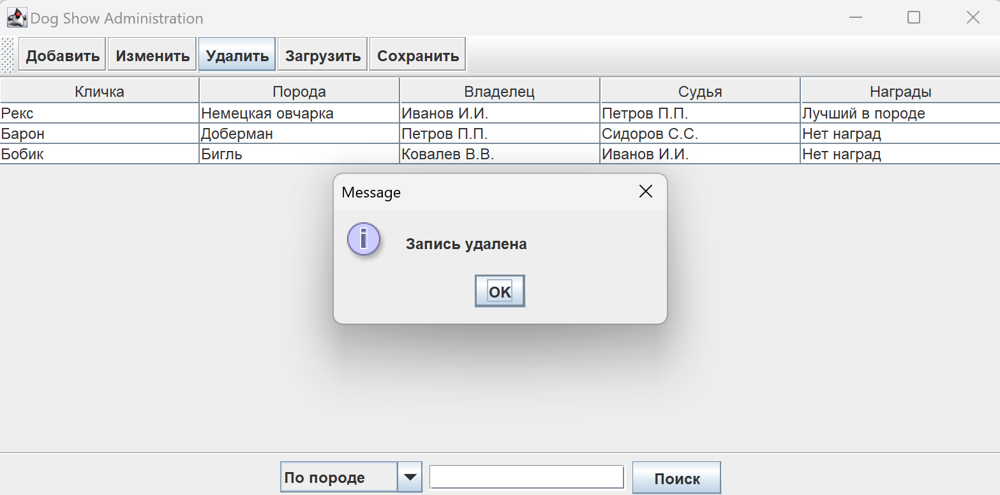 Dog Show Administration
Добавить Изменить Удалить Загрузить Сохранить
Кличка Порода Владелец Судья Награды
Рекс Немецкая овчарка Иванов И.И. Петров П.П. Лучший в породе
Барон Доберман Петров П.П. Сидоров С.С. Нет наград
Бобик Бигль Ковалев В.В. Иванов И.И. Нет наград
Message
Запись удалена
OK
По породе Поиск